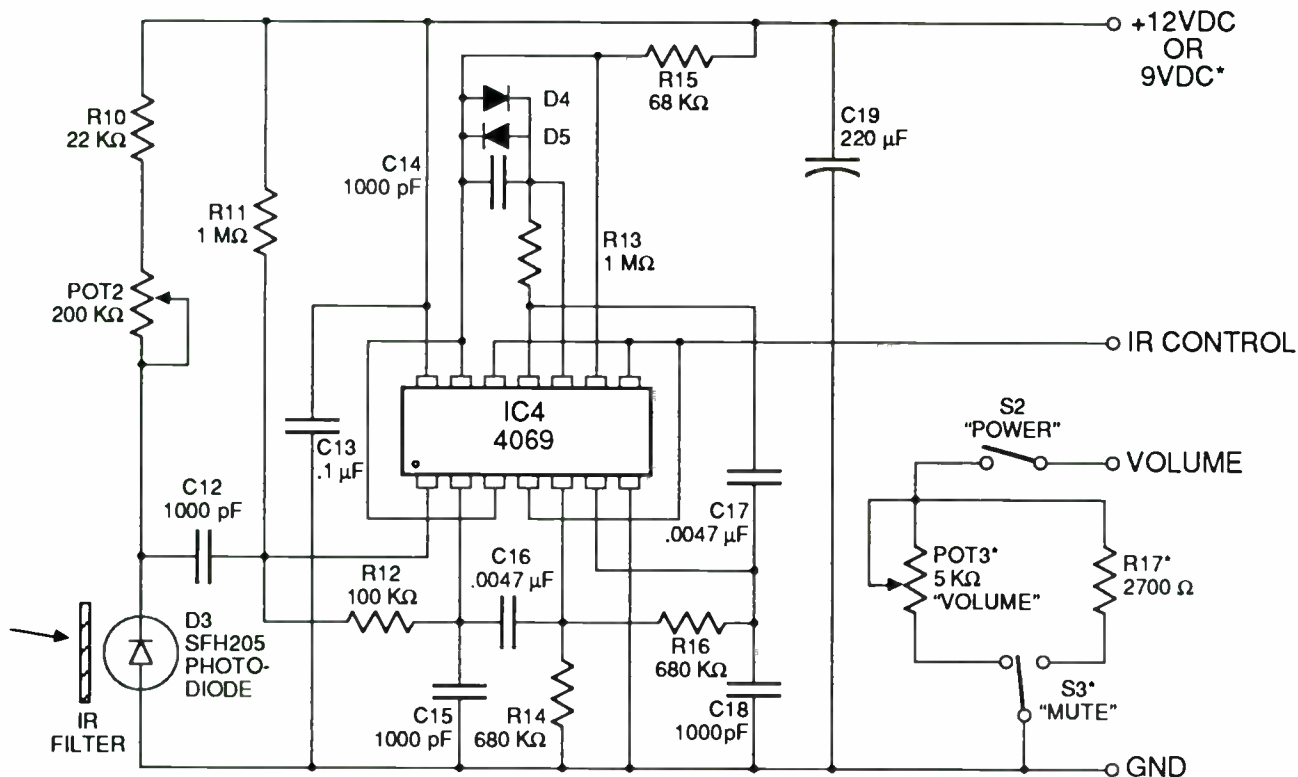 +12VDC
OR
9VDC*
R15
68 KΩ
D4
D5
R10
22 KΩ
C19
220 µF
C14
1000 pF
R11
1 MΩ
R13
1 MΩ
POT2
200 KΩ
IR CONTROL
IC4
4069
S2
"POWER"
C13
.1 µF
VOLUME
C12
1000 pF
C17
.0047 µF
C16
.0047 µF
POT3*
5 KΩ
"VOLUME"
R17*
2700 Ω
R12
100 KΩ
D3
SFH205
PHOTO-
DIODE
R16
680 KΩ
IR
FILTER
C15
1000 pF
R14
680 KΩ
C18
1000pF
S3*
"MUTE"
GND